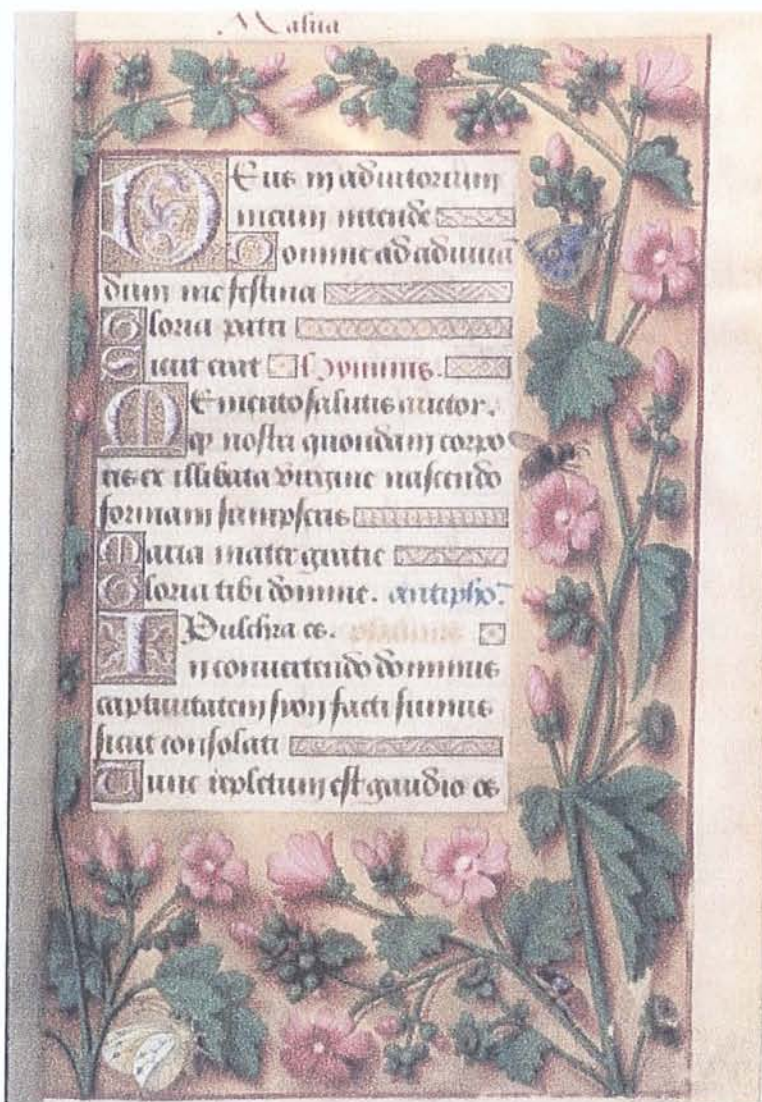 Malua
Deus in adiutorium
meum intende
Domine ad adiuuā
dum me festina
Gloria patri
Sicut erat Hymnus.
Memento salutis auctor.
q nostri quondam corpo
ris ex illibata virgine nascendo
formam sumpseris
Maria mater gratie
Gloria tibi domine. antipho.
Pulchra es.
In conuertendo dominus
captiuitatem syon facti sumus
sicut consolati
Tunc repletum est gaudio os